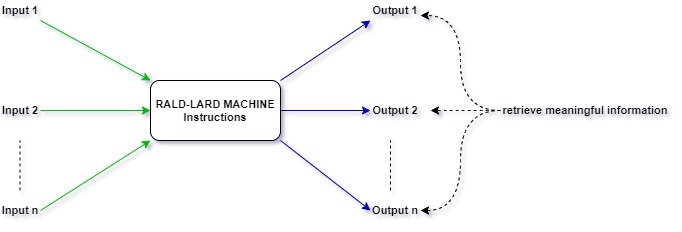 Input 1
Output 1
RALD-LARD MACHINE
Instructions
Input 2
Output 2
retrieve meaningful information
Input n
Output n